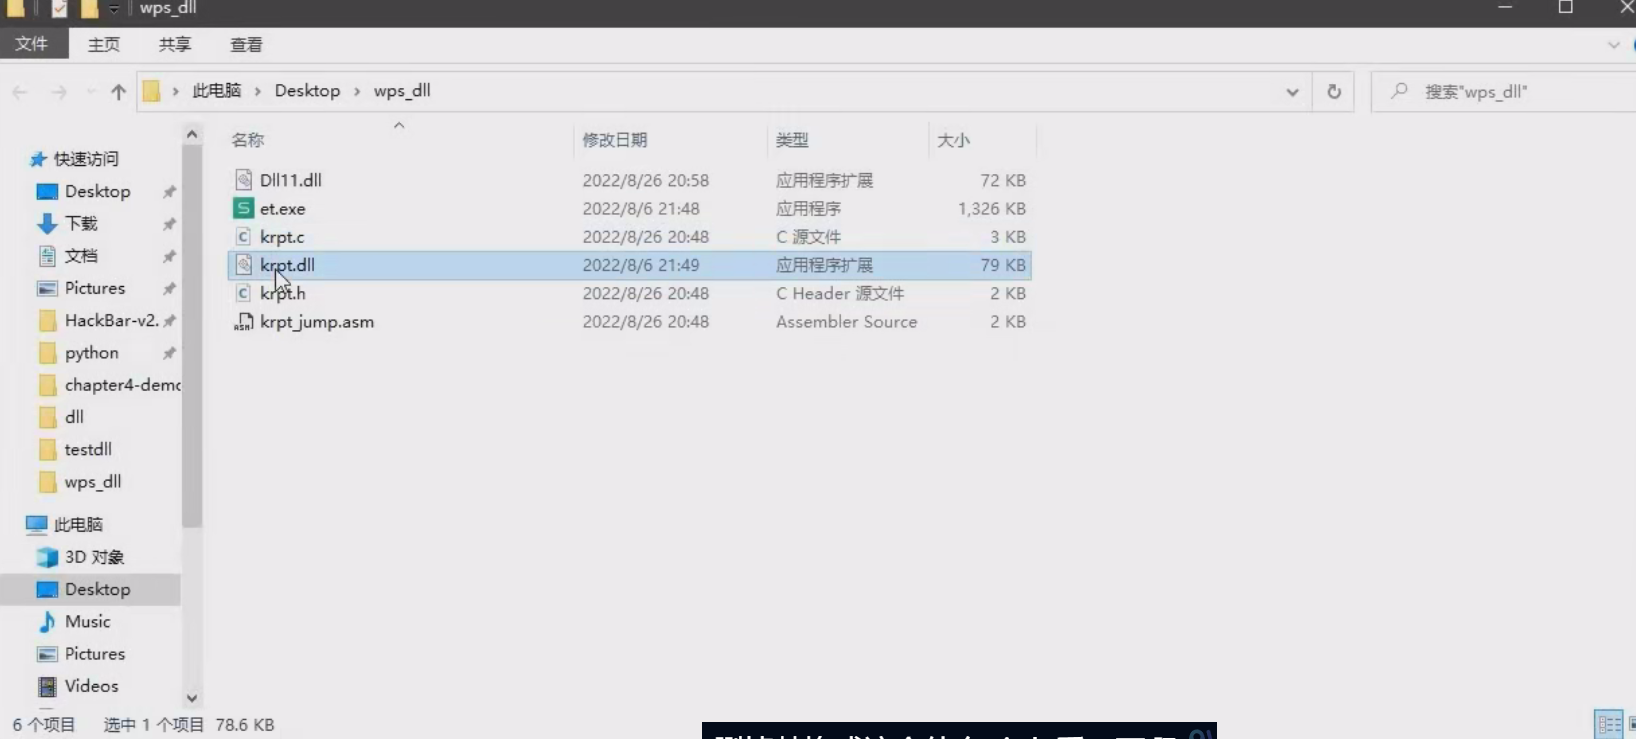 wps_dll
文件 主页 共享 查看
此电脑 Desktop wps_dll 搜索"wps_dll"
名称 修改日期 类型 大小
Dll11.dll 2022/8/26 20:58 应用程序扩展 72 KB
et.exe 2022/8/6 21:48 应用程序 1,326 KB
krpt.c 2022/8/26 20:48 C 源文件 3 KB
krpt.dll 2022/8/6 21:49 应用程序扩展 79 KB
krpt.h 2022/8/26 20:48 C Header 源文件 2 KB
krpt_jump.asm 2022/8/26 20:48 Assembler Source 2 KB
快速访问
Desktop
下载
文档
Pictures
HackBar-v2.
python
chapter4-demo
dll
testdll
wps_dll
此电脑
3D 对象
Desktop
Music
Pictures
Videos
6 个项目 选中 1 个项目 78.6 KB